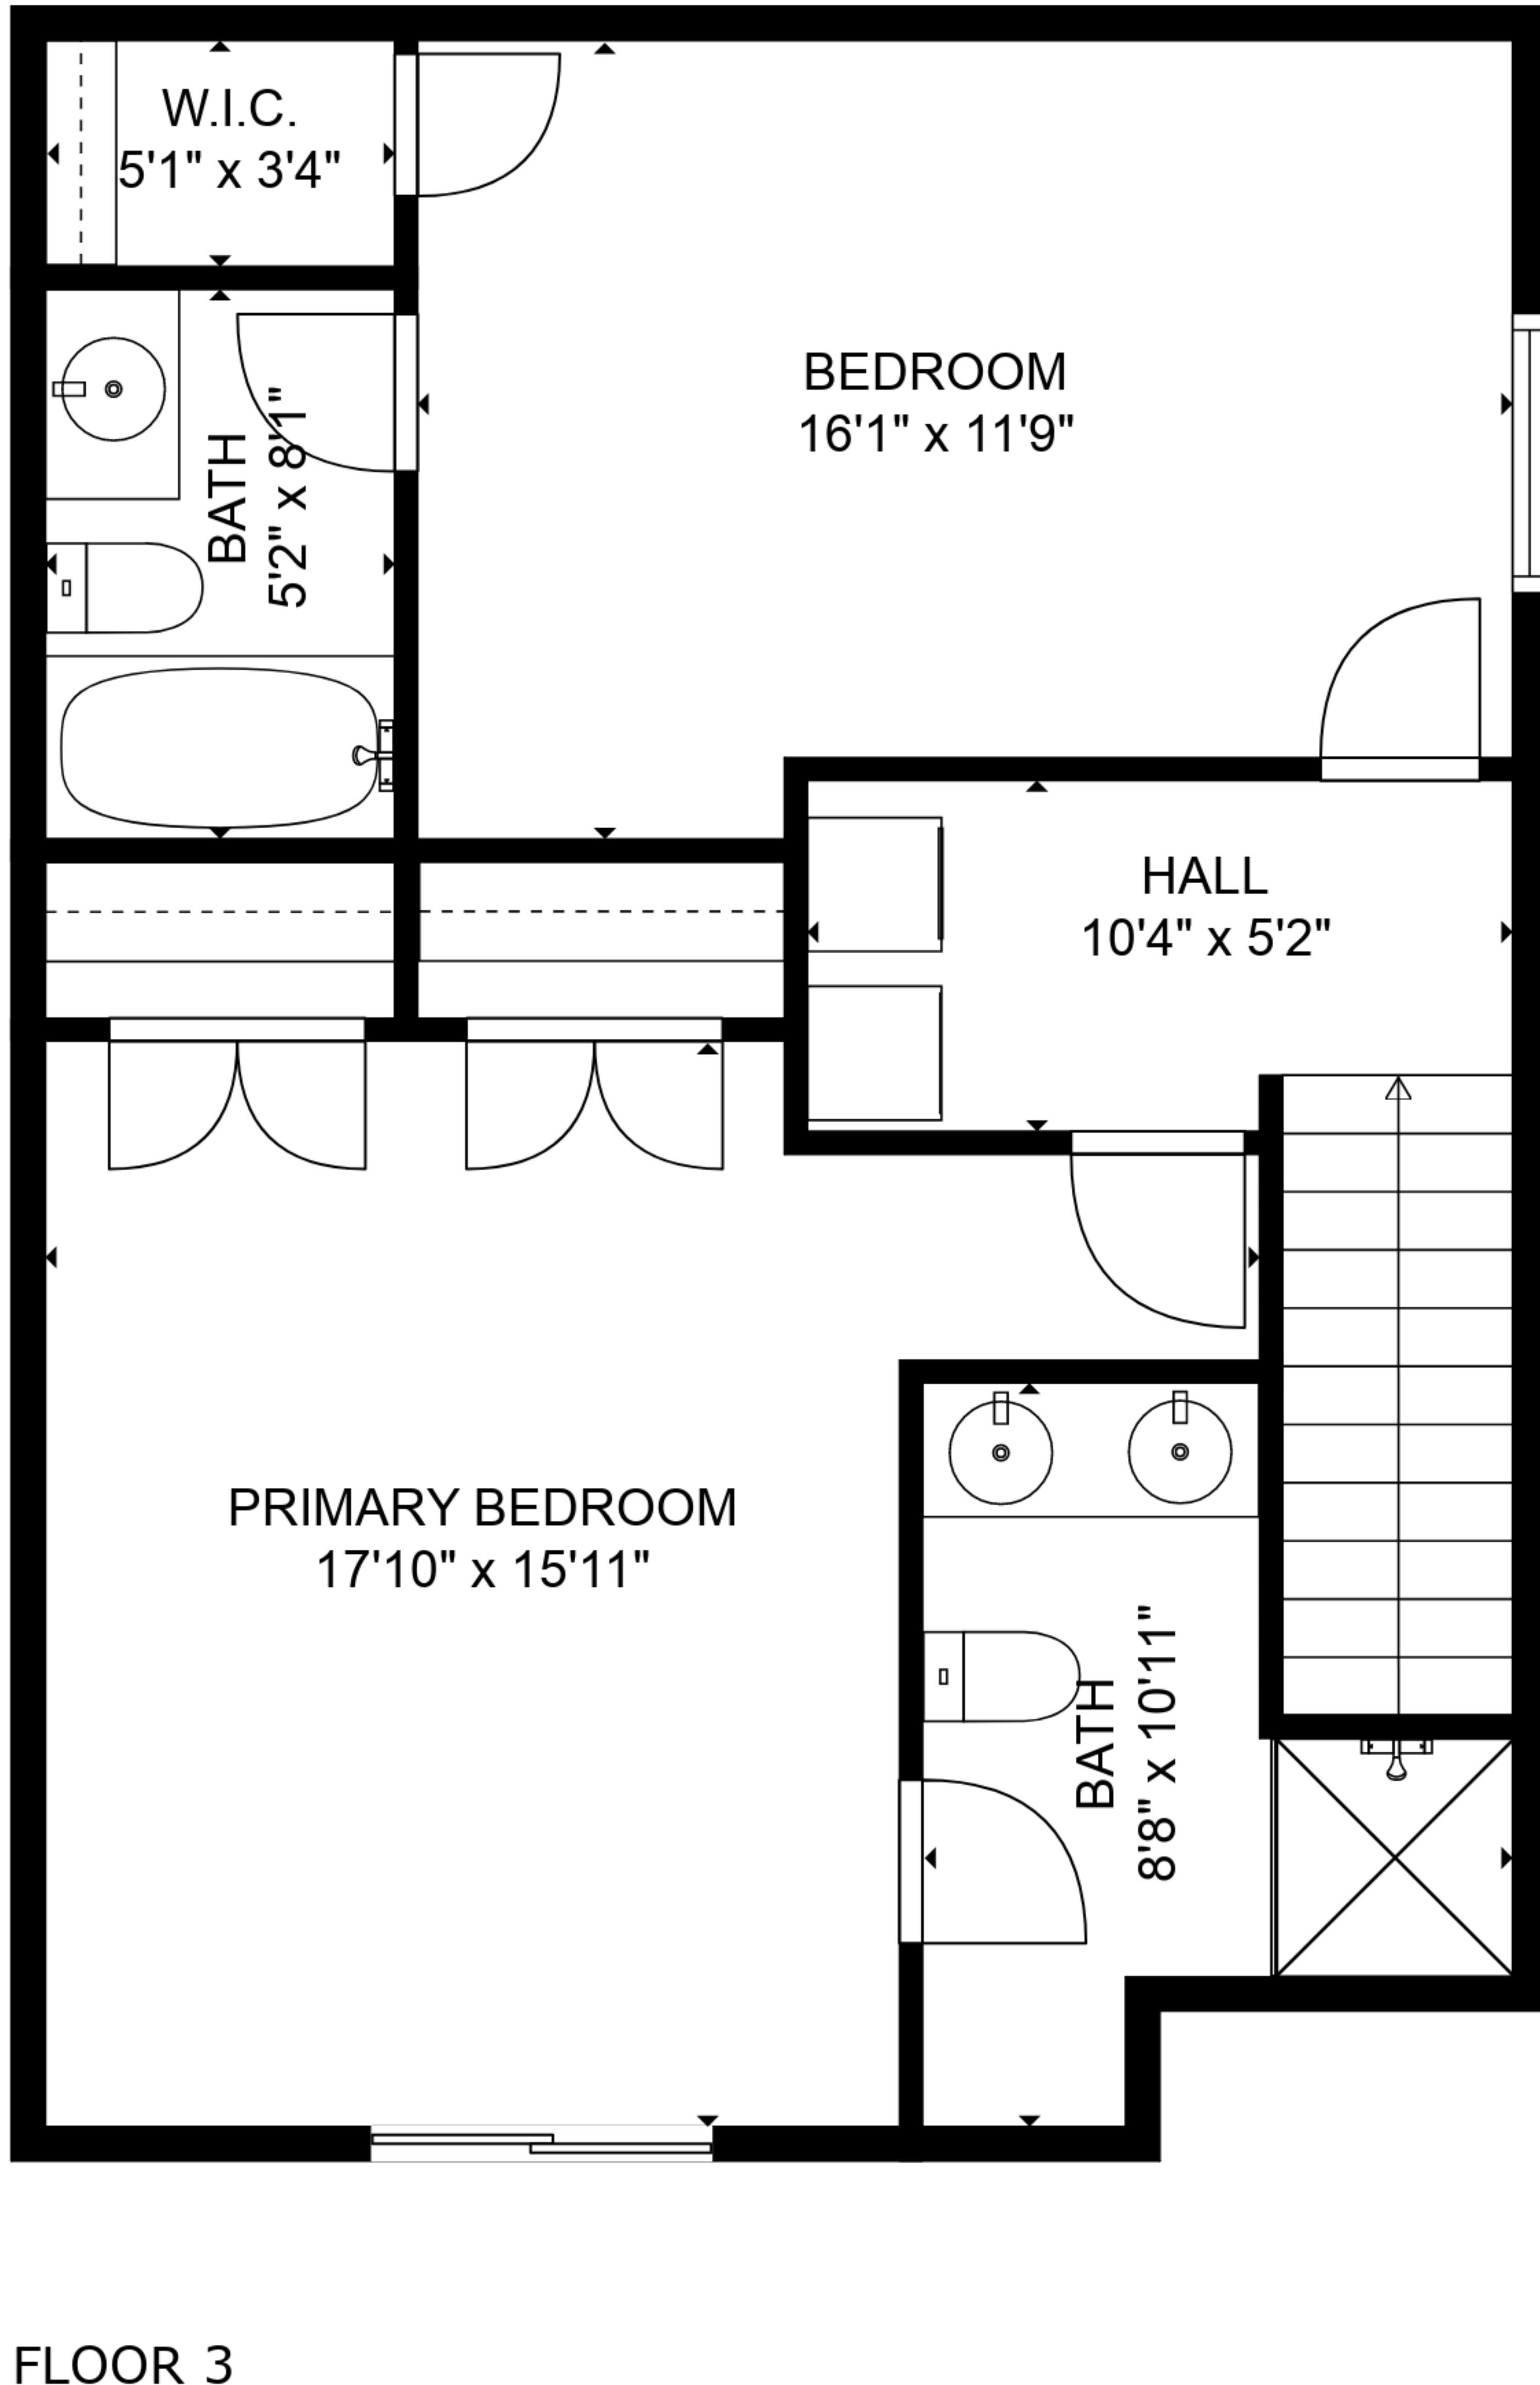 W.I.C.
5'1" x 3'4"
BEDROOM
16'1" x 11'9"
BATH
5'2" x 8'1"
HALL
10'4" x 5'2"
PRIMARY BEDROOM
17'10" x 15'11"
BATH
8'8" x 10'11"
FLOOR 3